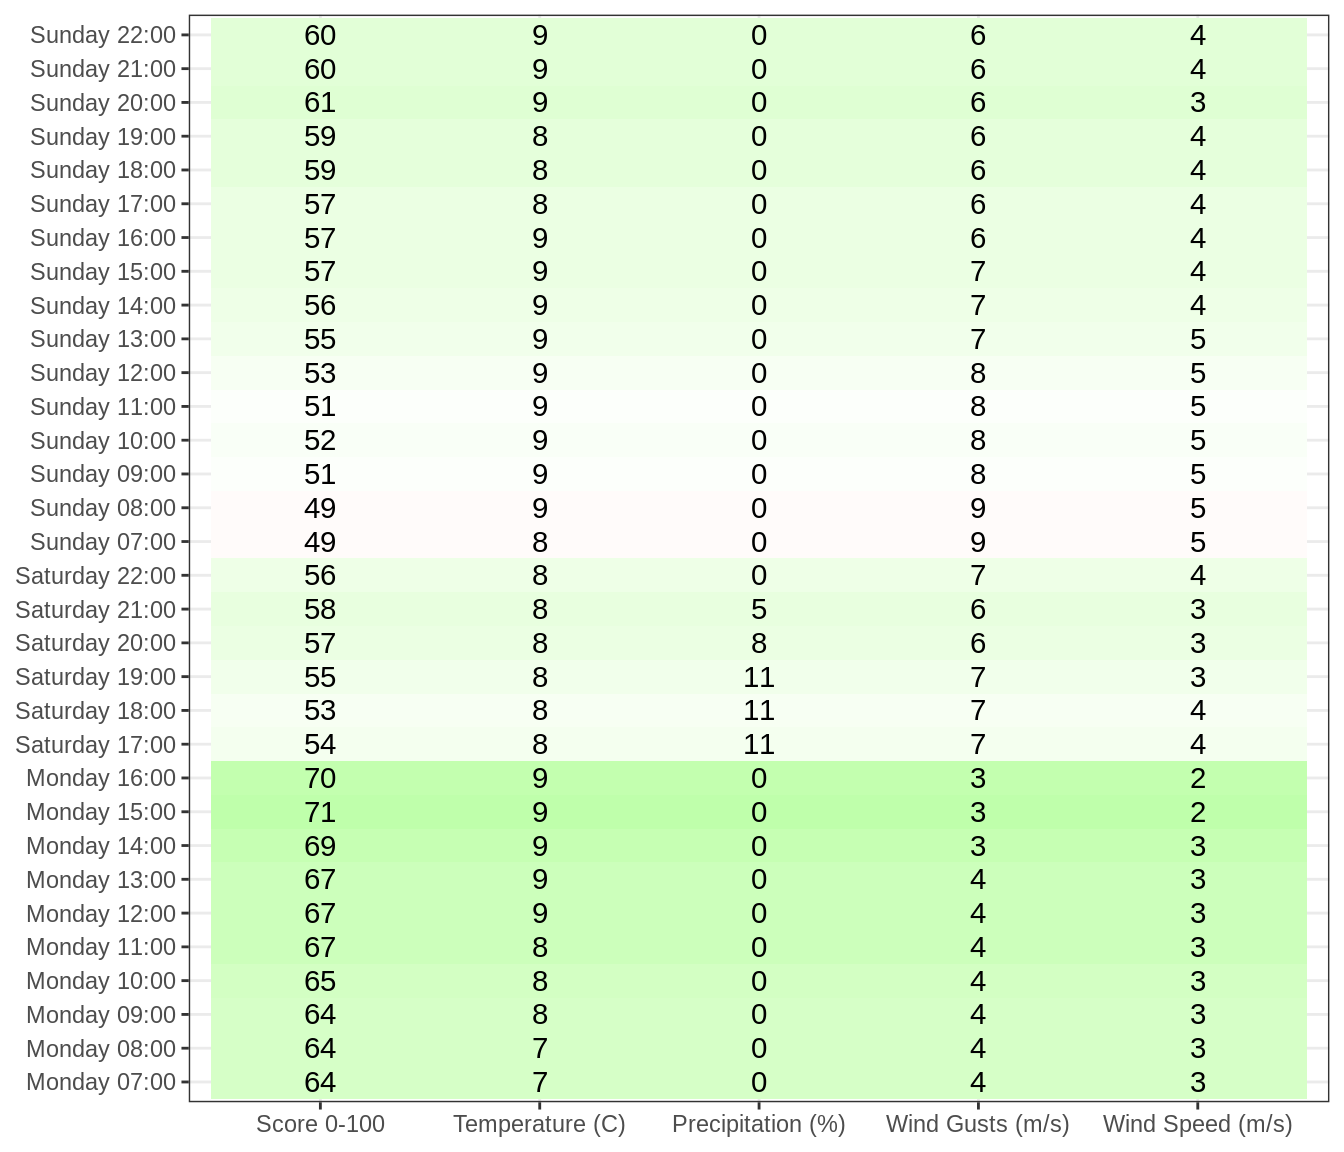 Sunday 22:00 60 9 0 6 4
Sunday 21:00 60 9 0 6 4
Sunday 20:00 61 9 0 6 3
Sunday 19:00 59 8 0 6 4
Sunday 18:00 59 8 0 6 4
Sunday 17:00 57 8 0 6 4
Sunday 16:00 57 9 0 6 4
Sunday 15:00 57 9 0 7 4
Sunday 14:00 56 9 0 7 4
Sunday 13:00 55 9 0 7 5
Sunday 12:00 53 9 0 8 5
Sunday 11:00 51 9 0 8 5
Sunday 10:00 52 9 0 8 5
Sunday 09:00 51 9 0 8 5
Sunday 08:00 49 9 0 9 5
Sunday 07:00 49 8 0 9 5
Saturday 22:00 56 8 0 7 4
Saturday 21:00 58 8 5 6 3
Saturday 20:00 57 8 8 6 3
Saturday 19:00 55 8 11 7 3
Saturday 18:00 53 8 11 7 4
Saturday 17:00 54 8 11 7 4
Monday 16:00 70 9 0 3 2
Monday 15:00 71 9 0 3 2
Monday 14:00 69 9 0 3 3
Monday 13:00 67 9 0 4 3
Monday 12:00 67 9 0 4 3
Monday 11:00 67 8 0 4 3
Monday 10:00 65 8 0 4 3
Monday 09:00 64 8 0 4 3
Monday 08:00 64 7 0 4 3
Monday 07:00 64 7 0 4 3
Score 0-100 Temperature (C) Precipitation (%) Wind Gusts (m/s) Wind Speed (m/s)